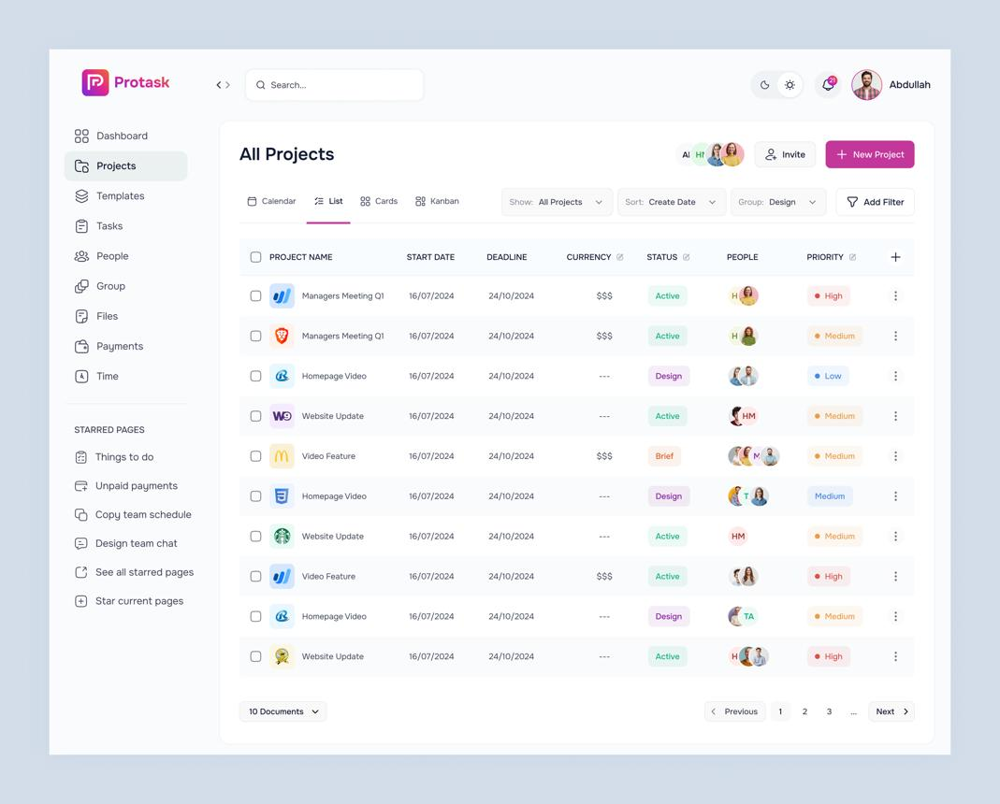 Protask
Search...
21
Abdullah
Dashboard
Projects
Templates
Tasks
People
Group
Files
Payments
Time
STARRED PAGES
Things to do
Unpaid payments
Copy team schedule
Design team chat
See all starred pages
Star current pages
All Projects
Invite
New Project
Calendar
List
Cards
Kanban
Show: All Projects
Sort: Create Date
Group: Design
Add Filter
PROJECT NAME START DATE DEADLINE CURRENCY STATUS PEOPLE PRIORITY
Managers Meeting Q1 16/07/2024 24/10/2024 $$$ Active H High
Managers Meeting Q1 16/07/2024 24/10/2024 $$$ Active H Medium
Homepage Video 16/07/2024 24/10/2024 --- Design Low
Website Update 16/07/2024 24/10/2024 --- Active HM Medium
Video Feature 16/07/2024 24/10/2024 $$$ Brief Medium
Homepage Video 16/07/2024 24/10/2024 --- Design T Medium
Website Update 16/07/2024 24/10/2024 --- Active HM Medium
Video Feature 16/07/2024 24/10/2024 $$$ Active High
Homepage Video 16/07/2024 24/10/2024 --- Design TA Medium
Website Update 16/07/2024 24/10/2024 --- Active H High
10 Documents
Previous 1 2 3 ... Next